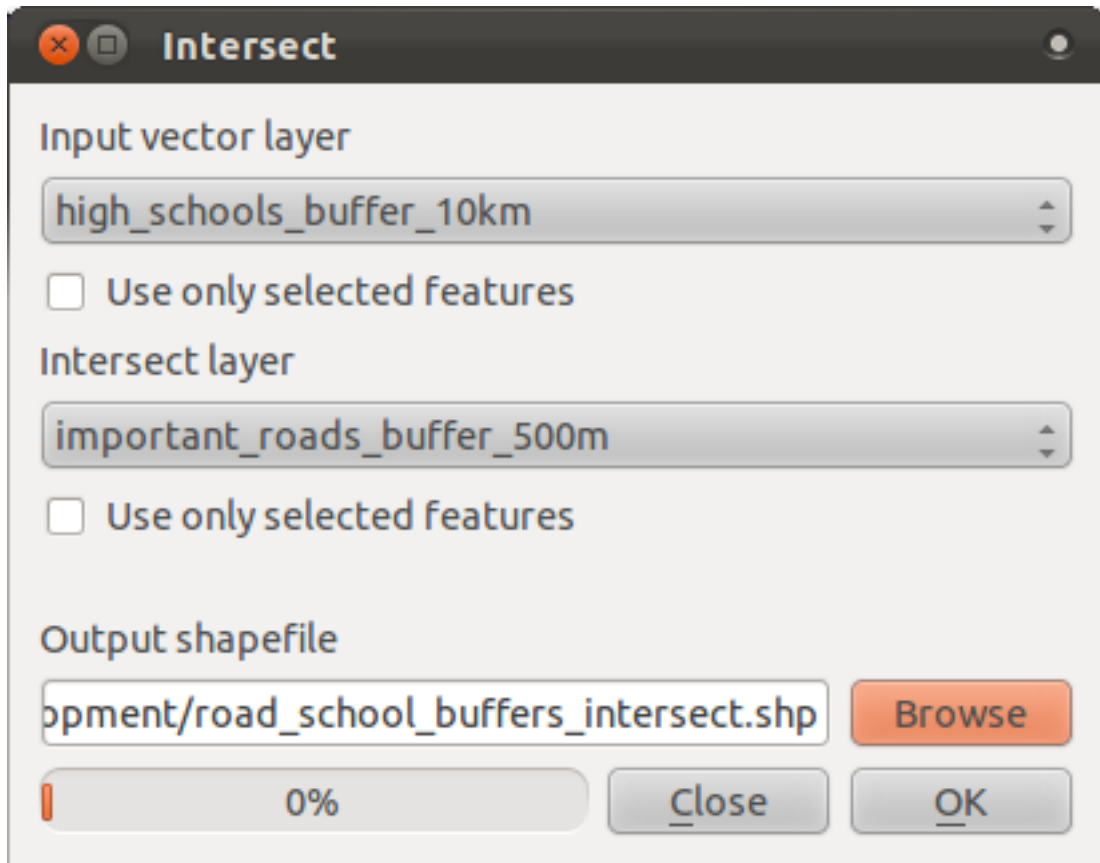 Intersect
Input vector layer
high_schools_buffer_10km
Use only selected features
Intersect layer
important_roads_buffer_500m
Use only selected features
Output shapefile
opment/road_school_buffers_intersect.shp
Browse
0%
Close
OK